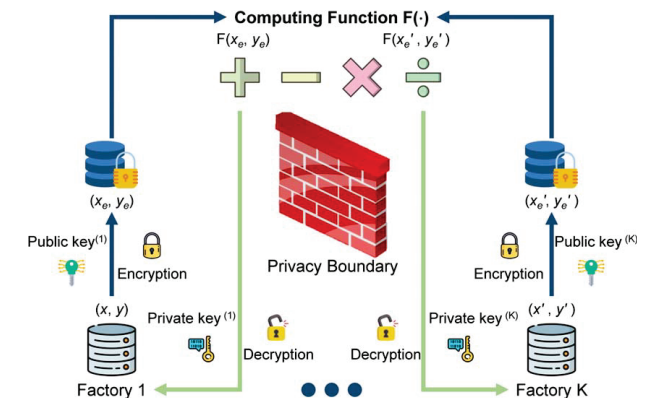 Computing Function F(·)
F(xₑ, yₑ)
F(xₑ′ , yₑ′ )
(xₑ, yₑ)
(xₑ′, yₑ′ )
Public key(1)
Encryption
Privacy Boundary
Encryption
Public key (K)
(x, y)
(x′ , y′ )
Private key (1)
Decryption
Decryption
Private key (K)
Factory 1
Factory K